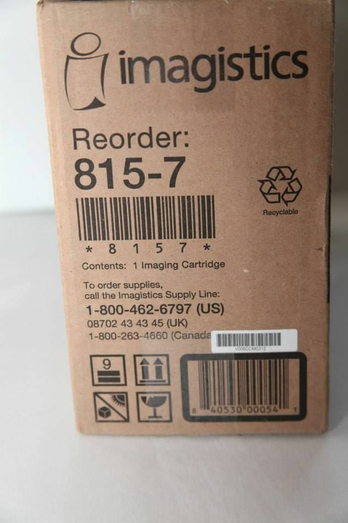 imagistics
Reorder:
815-7
* 8 1 5 7 *
Recyclable
Contents: 1 Imaging Cartridge
To order supplies,
call the Imagistics Supply Line:
1-800-462-6797 (US)
08702 43 43 45 (UK)
1-800-263-4660 (Canada
9
8 40530 00054